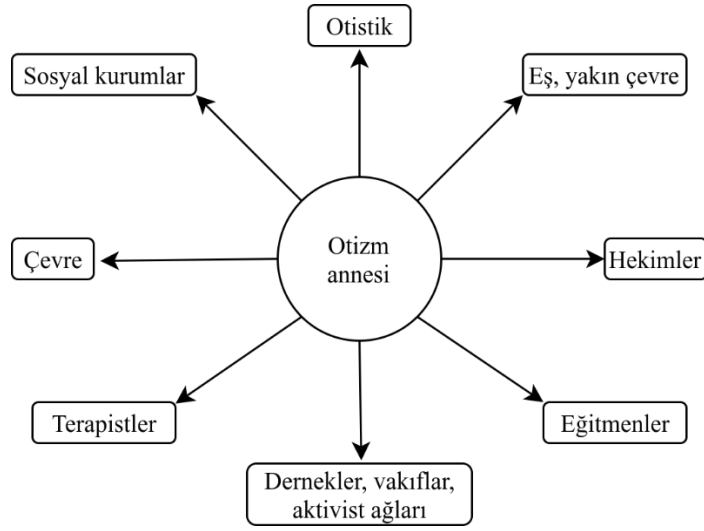 Otistik
Sosyal kurumlar
Eş, yakın çevre
Otizm
annesi
Çevre
Hekimler
Terapistler
Eğitmenler
Dernekler, vakıflar,
aktivist ağları